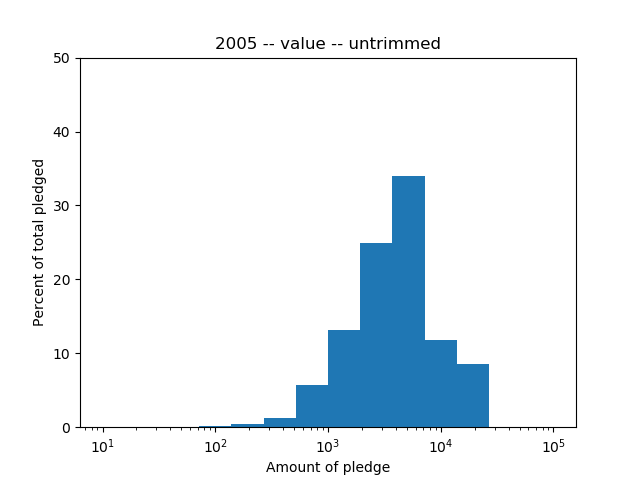 2005 -- value -- untrimmed
Percent of total pledged
50
40
30
20
10
0
10¹ 10² 10³ 10⁴ 10⁵
Amount of pledge